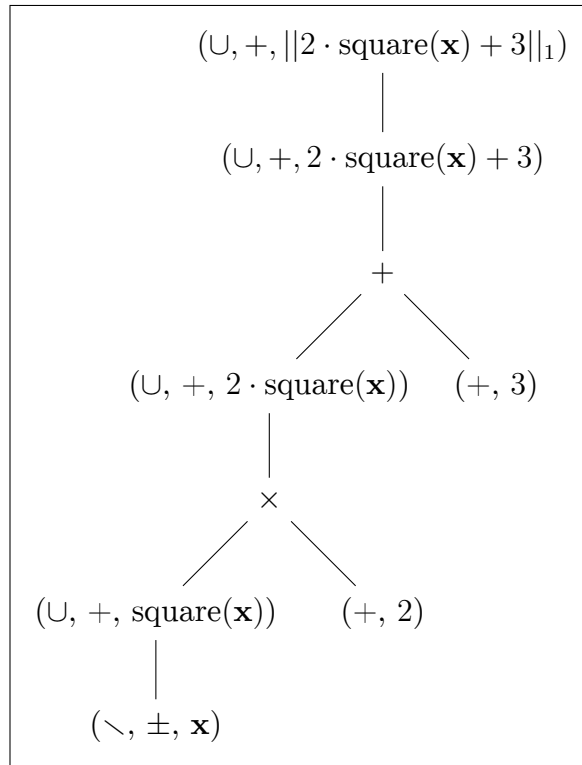 (∪, +, ||2 · square(x) + 3||₁)
(∪, +, 2 · square(x) + 3)
+
(∪, +, 2 · square(x)) (+, 3)
×
(∪, +, square(x)) (+, 2)
(⟍, ±, x)